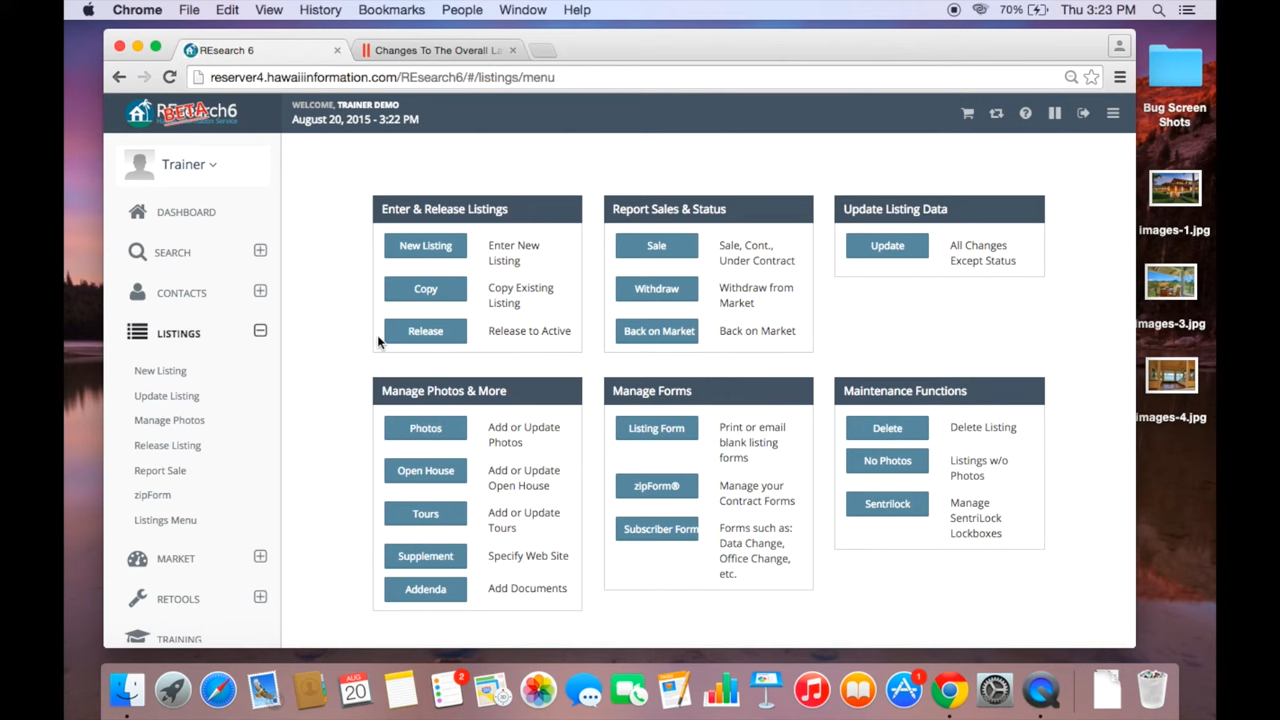 Chrome File Edit View History Bookmarks People Window Help 70% Thu 3:23 PM
REsearch 6 Changes To The Overall La
reserver4.hawaiiinformation.com/REsearch6/#/listings/menu
REsearch6 BETA
WELCOME, TRAINER DEMO
August 20, 2015 - 3:22 PM
Trainer
DASHBOARD
SEARCH
CONTACTS
LISTINGS
New Listing
Update Listing
Manage Photos
Release Listing
Report Sale
zipForm
Listings Menu
MARKET
RETOOLS
TRAINING
Enter & Release Listings
New Listing Enter New
Listing
Copy Copy Existing
Listing
Release Release to Active
Report Sales & Status
Sale Sale, Cont.,
Under Contract
Withdraw Withdraw from
Market
Back on Market Back on Market
Update Listing Data
Update All Changes
Except Status
Manage Photos & More
Photos Add or Update
Photos
Open House Add or Update
Open House
Tours Add or Update
Tours
Supplement Specify Web Site
Addenda Add Documents
Manage Forms
Listing Form Print or email
blank listing
forms
zipForm® Manage your
Contract Forms
Subscriber Form Forms such as:
Data Change,
Office Change,
etc.
Maintenance Functions
Delete Delete Listing
No Photos Listings w/o
Photos
Sentrilock Manage
SentriLock
Lockboxes
Bug Screen
Shots
images-1.jpg
images-3.jpg
images-4.jpg
AUG
20
2
1